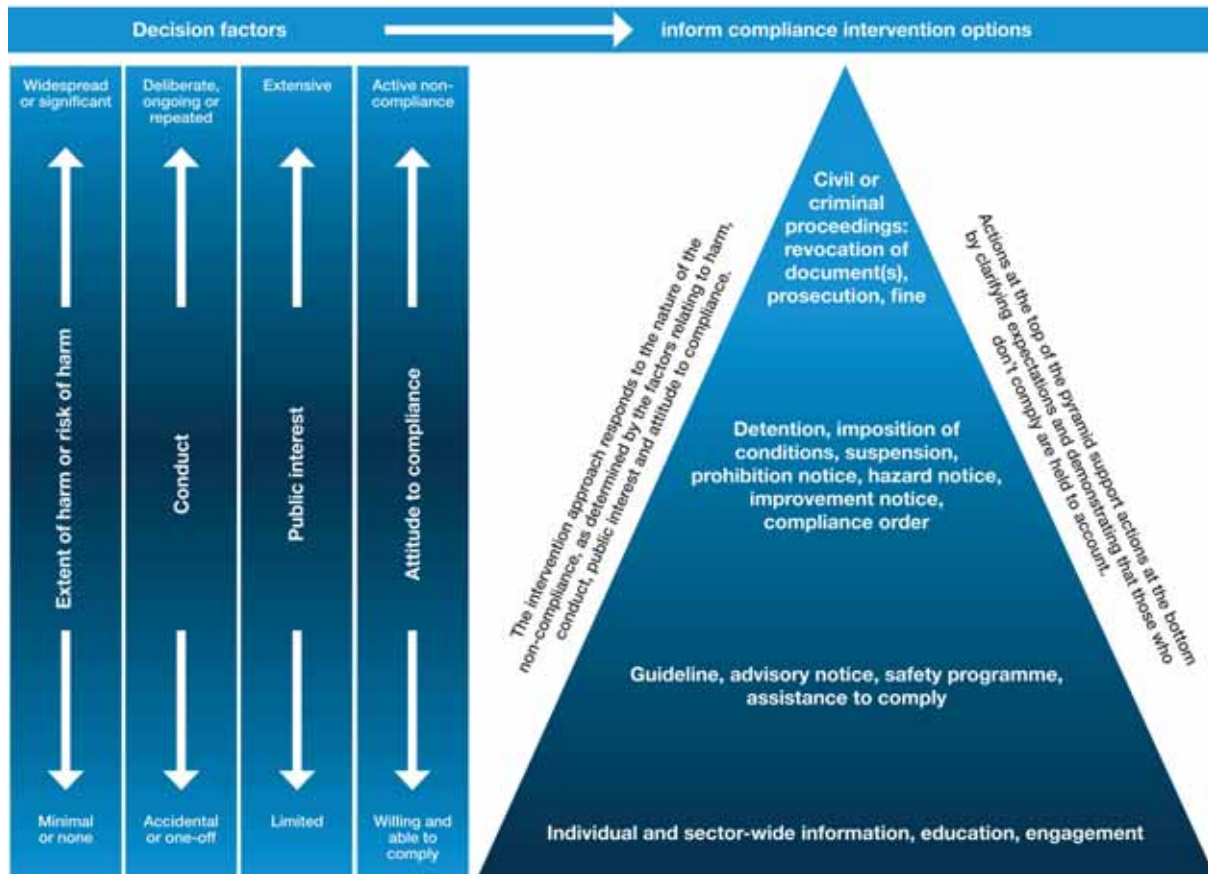 Decision factors
inform compliance intervention options
Widespread
or significant
Extent of harm or risk of harm
Minimal
or none
Deliberate,
ongoing or
repeated
Conduct
Accidental
or one-off
Extensive
Public interest
Limited
Active non-
compliance
Attitude to compliance
Willing and
able to
comply
The intervention approach responds to the nature of the
non-compliance, as determined by the factors relating to harm,
conduct, public interest and attitude to compliance.
Civil or
criminal
proceedings:
revocation of
document(s),
prosecution, fine
Detention, imposition of
conditions, suspension,
prohibition notice, hazard notice,
improvement notice,
compliance order
Guideline, advisory notice, safety programme,
assistance to comply
Individual and sector-wide information, education, engagement
Actions at the top of the pyramid support actions at the bottom
by clarifying expectations and demonstrating that those who
don't comply are held to account.